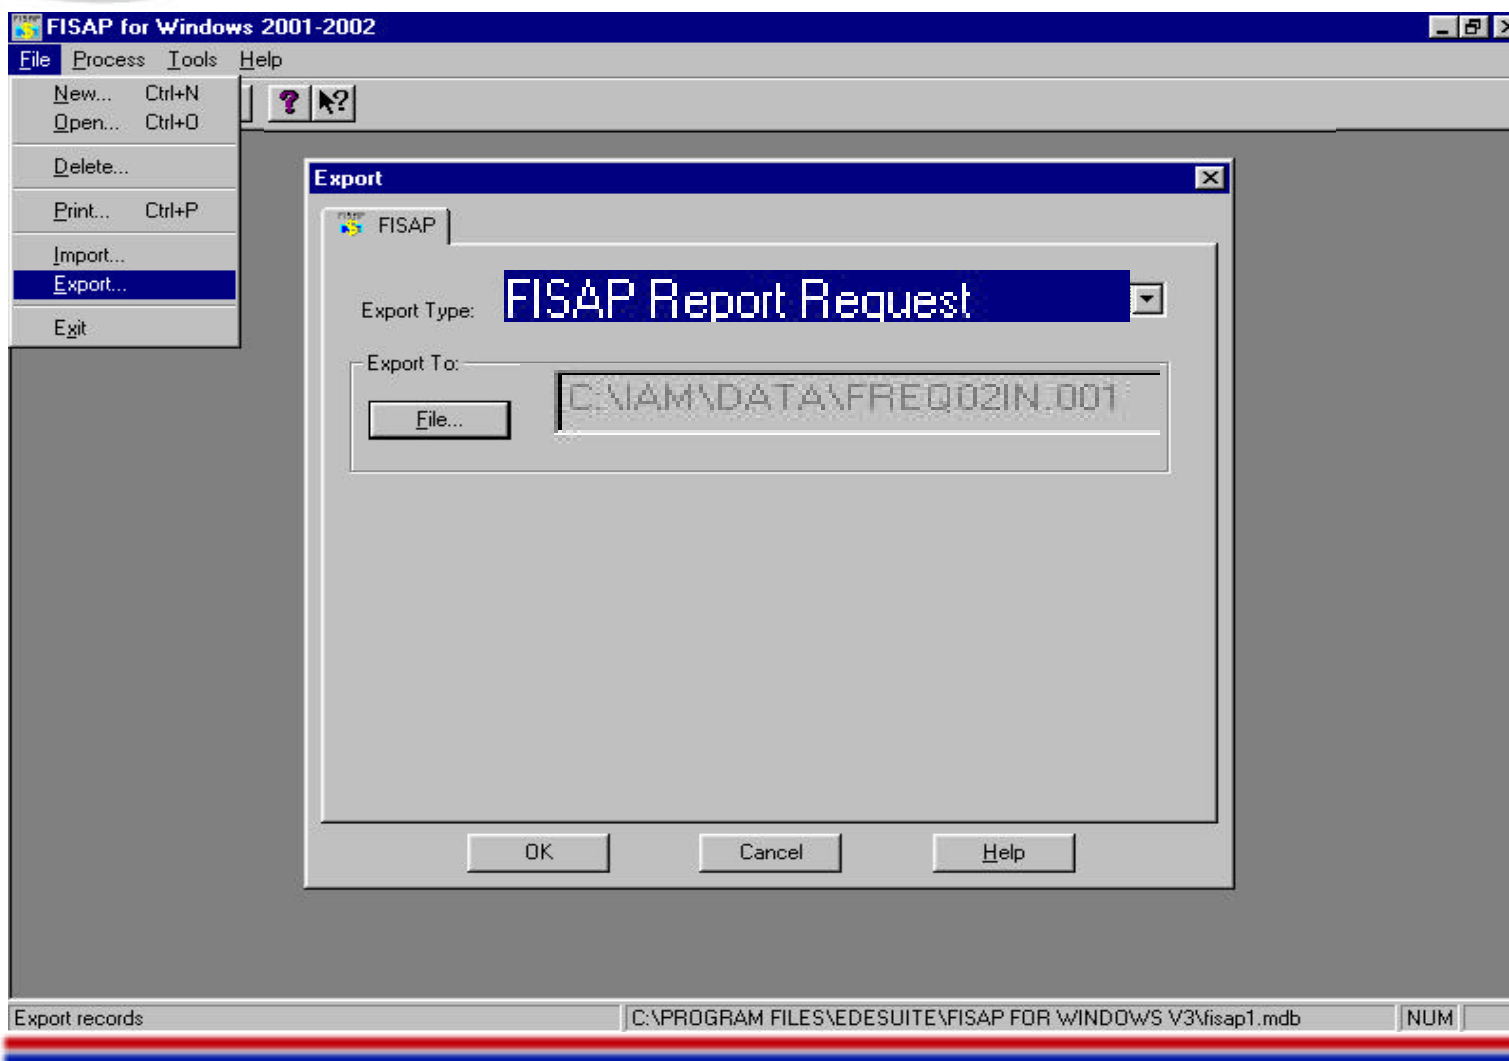 FISAP for Windows 2001-2002
File Process Tools Help
New... Ctrl+N
Open... Ctrl+O
Delete...
Print... Ctrl+P
Import...
Export...
Exit
Export
FISAP
Export Type: FISAP Report Request
Export To:
File... C:\IAM\DATA\FREQ02IN.001
OK Cancel Help
Export records C:\PROGRAM FILES\EDESUITE\FISAP FOR WINDOWS V3\fisap1.mdb NUM